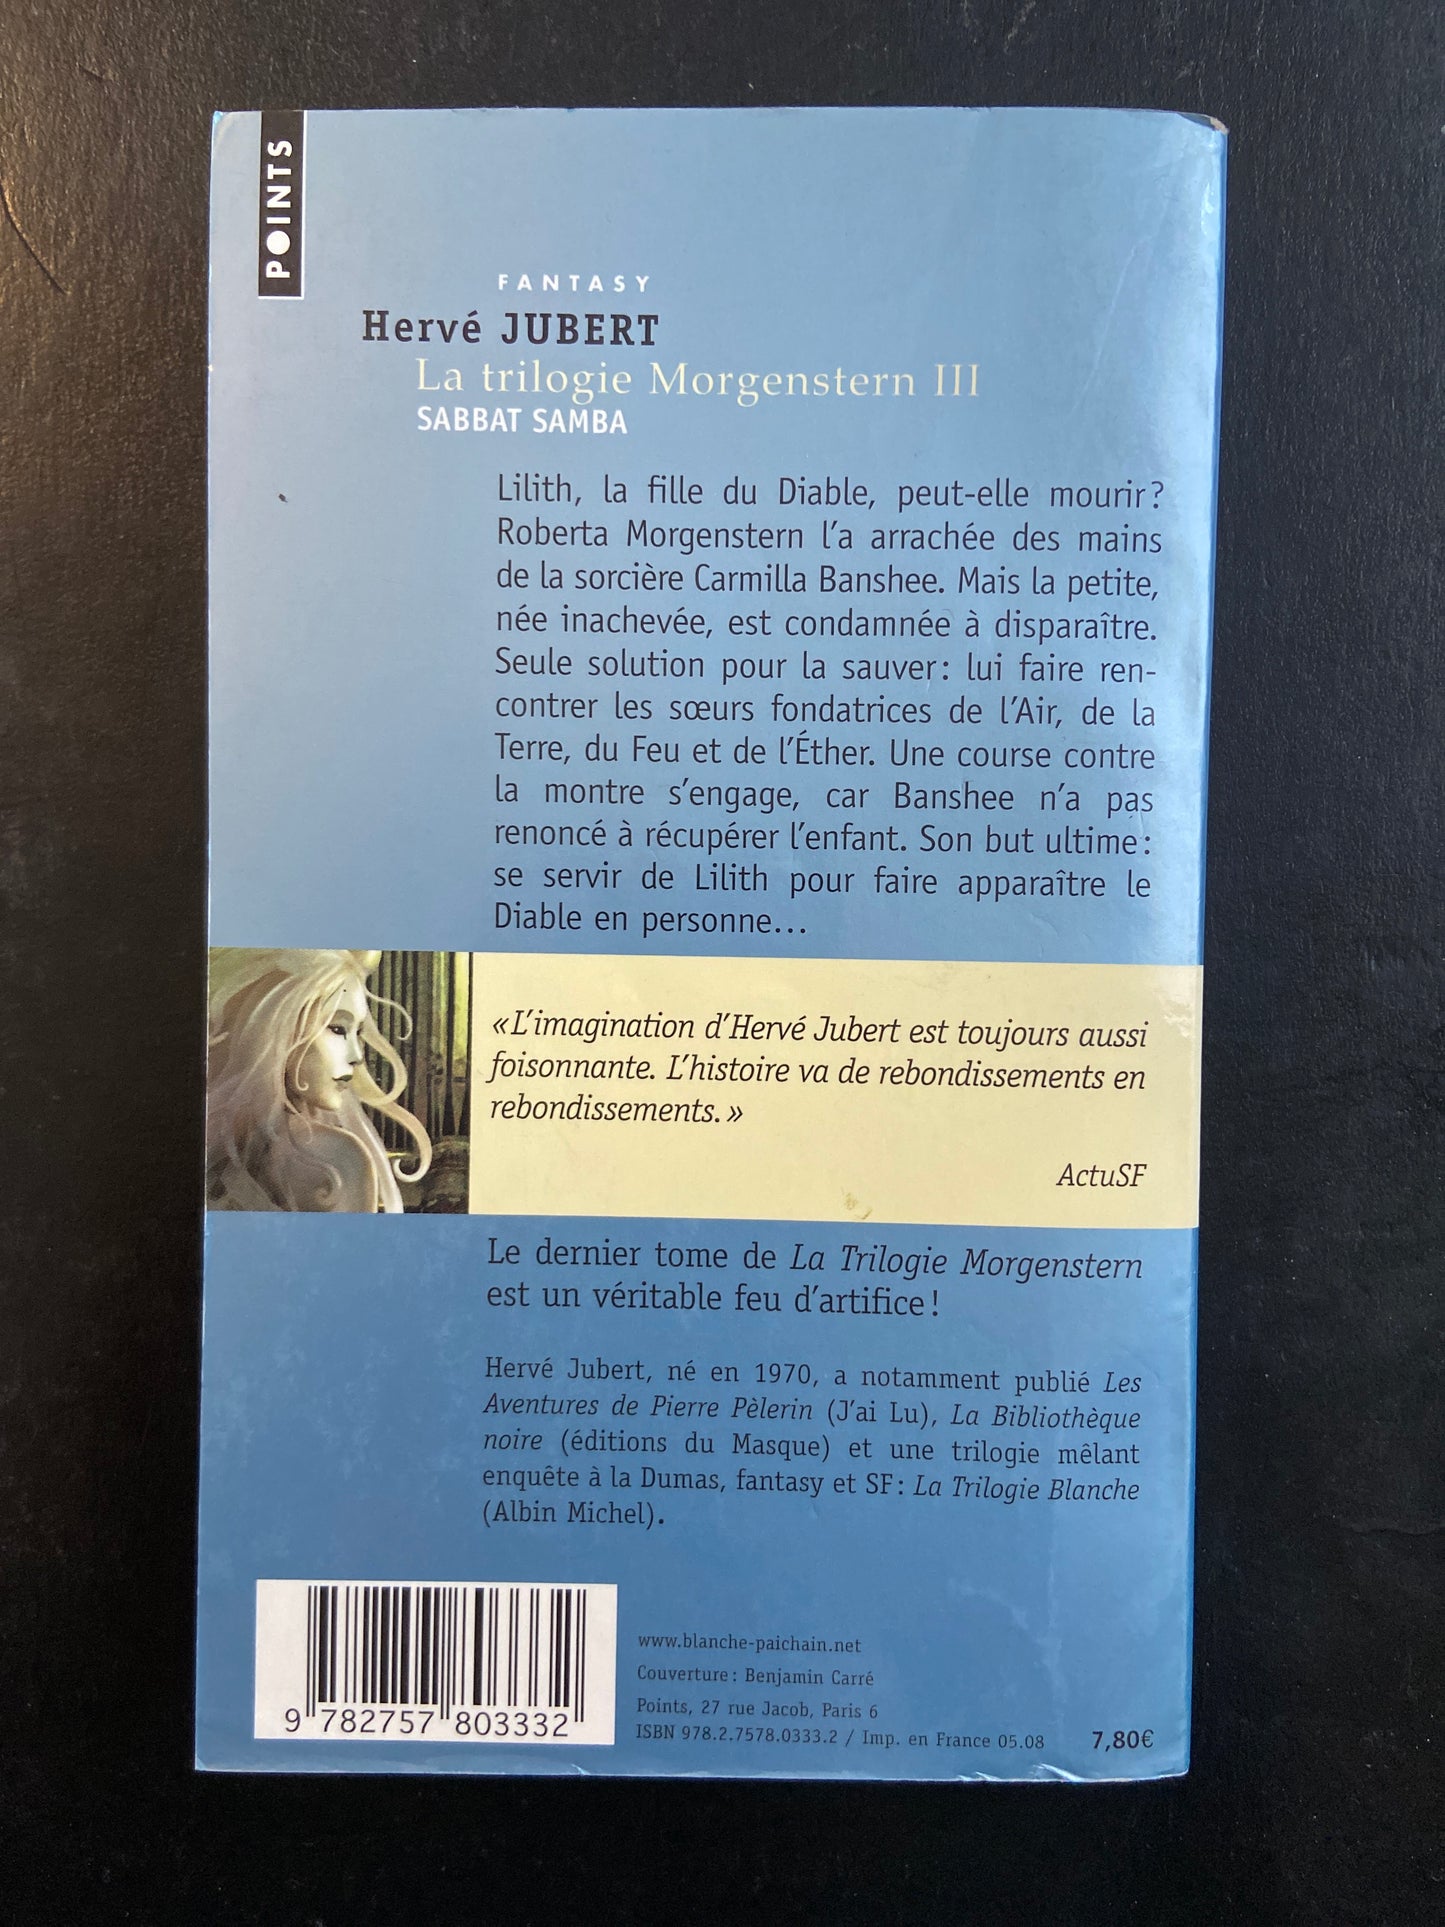 POINTS
FANTASY
Hervé JUBERT
La trilogie Morgenstern III
SABBAT SAMBA
Lilith, la fille du Diable, peut-elle mourir?
Roberta Morgenstern l'a arrachée des mains
de la sorcière Carmilla Banshee. Mais la petite,
née inachevée, est condamnée à disparaître.
Seule solution pour la sauver: lui faire ren-
contrer les sœurs fondatrices de l'Air, de la
Terre, du Feu et de l'Éther. Une course contre
la montre s'engage, car Banshee n'a pas
renoncé à récupérer l'enfant. Son but ultime:
se servir de Lilith pour faire apparaître le
Diable en personne...
«L'imagination d'Hervé Jubert est toujours aussi
foisonnante. L'histoire va de rebondissements en
rebondissements.»
ActuSF
Le dernier tome de La Trilogie Morgenstern
est un véritable feu d'artifice!
Hervé Jubert, né en 1970, a notamment publié Les
Aventures de Pierre Pèlerin (J'ai Lu), La Bibliothèque
noire (éditions du Masque) et une trilogie mêlant
enquête à la Dumas, fantasy et SF: La Trilogie Blanche
(Albin Michel).
9 782757 803332
www.blanche-paichain.net
Couverture: Benjamin Carré
Points, 27 rue Jacob, Paris 6
ISBN 978.2.7578.0333.2 / Imp. en France 05.08 7,80€